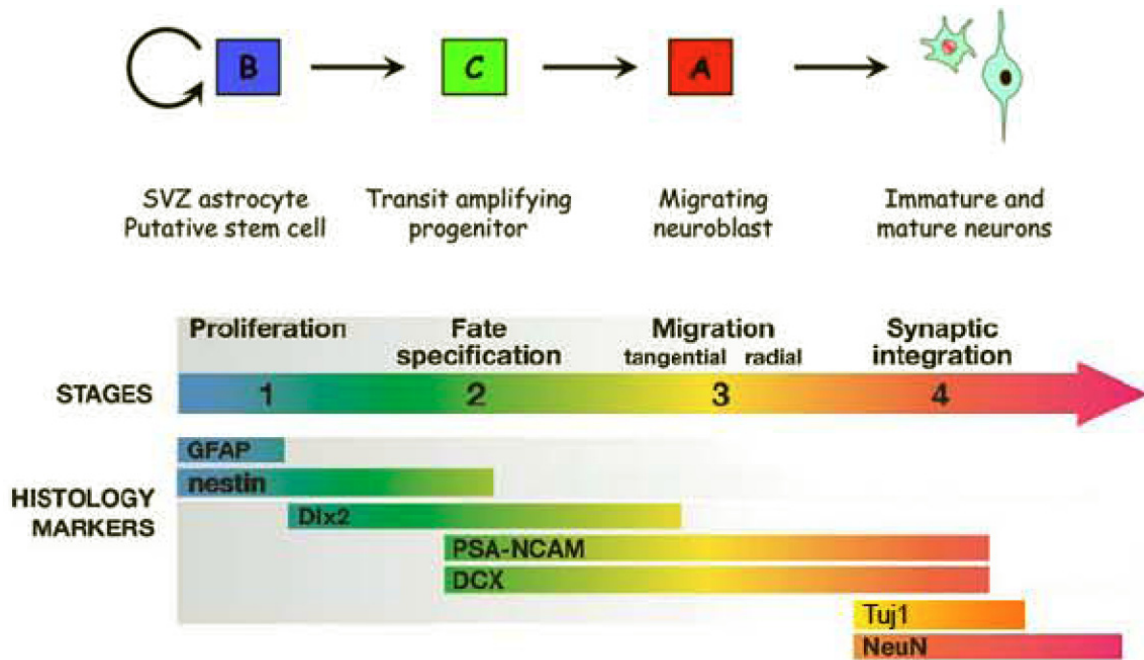 B C A
SVZ astrocyte
Putative stem cell
Transit amplifying
progenitor
Migrating
neuroblast
Immature and
mature neurons
Proliferation
Fate
specification
Migration
tangential radial
Synaptic
integration
STAGES 1 2 3 4
HISTOLOGY
MARKERS
GFAP
nestin
Dlx2
PSA-NCAM
DCX
Tuj1
NeuN